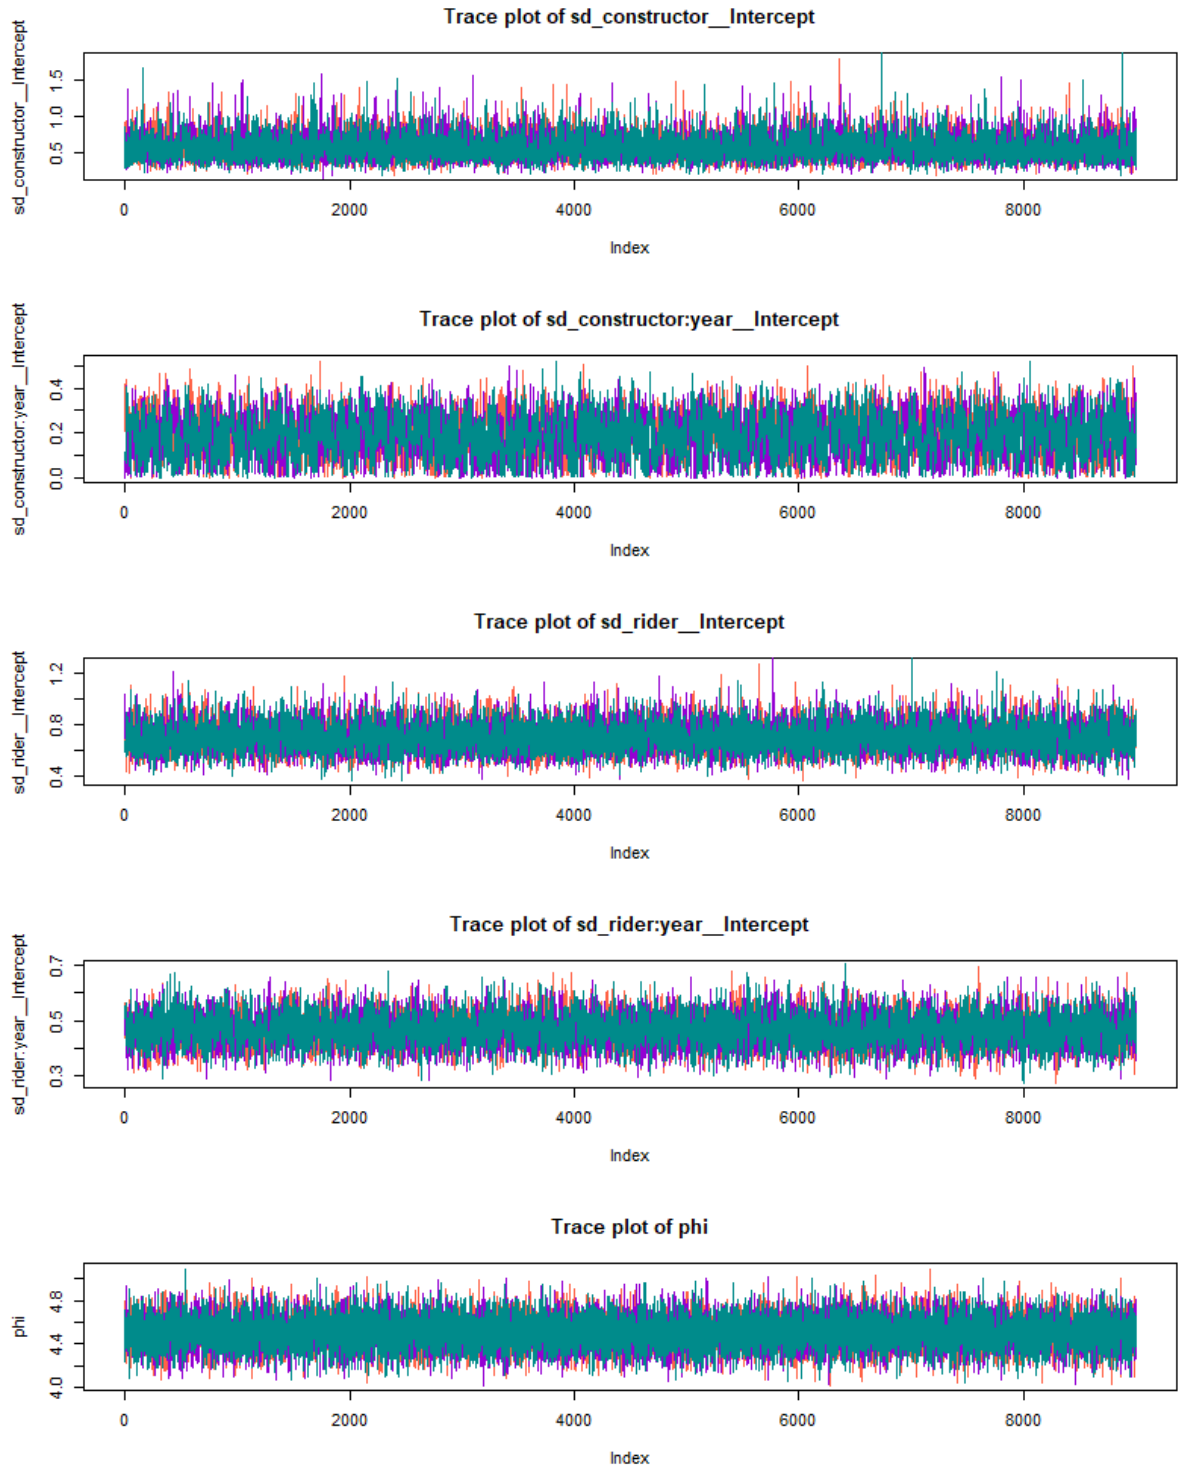 Trace plot of sd_constructor__Intercept
sd_constructor__Intercept
1.5
1.0
0.5
0 2000 4000 6000 8000
Index
Trace plot of sd_constructor:year__Intercept
sd_constructor:year__Intercept
0.4
0.2
0.0
0 2000 4000 6000 8000
Index
Trace plot of sd_rider__Intercept
sd_rider__Intercept
1.2
0.8
0.4
0 2000 4000 6000 8000
Index
Trace plot of sd_rider:year__Intercept
sd_rider:year__Intercept
0.7
0.5
0.3
0 2000 4000 6000 8000
Index
Trace plot of phi
phi
4.8
4.4
4.0
0 2000 4000 6000 8000
Index